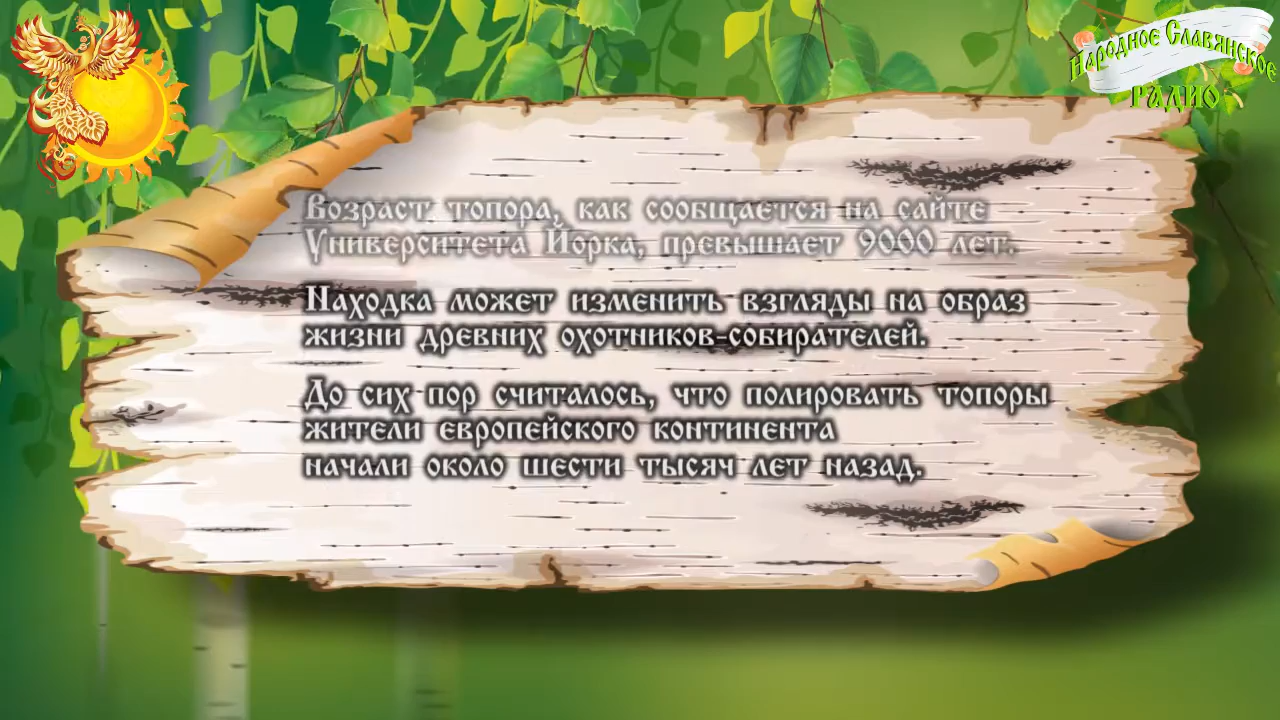 Народное Славянское
РАДИО
Возраст топора, как сообщается на сайте
Университета Йорка, превышает 9000 лет.
Находка может изменить взгляды на образ
жизни древних охотников-собирателей.
До сих пор считалось, что полировать топоры
жители европейского континента
начали около шести тысяч лет назад.